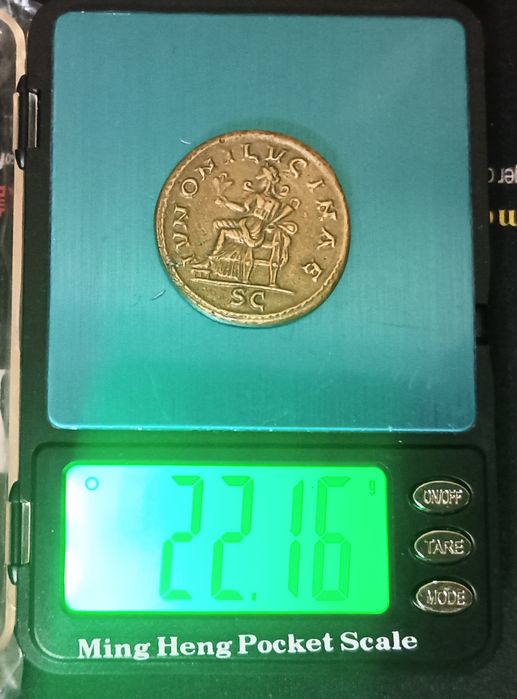 IVNONI LVCINAE
SC
22.16 g
ON/OFF
TARE
MODE
Ming Heng Pocket Scale